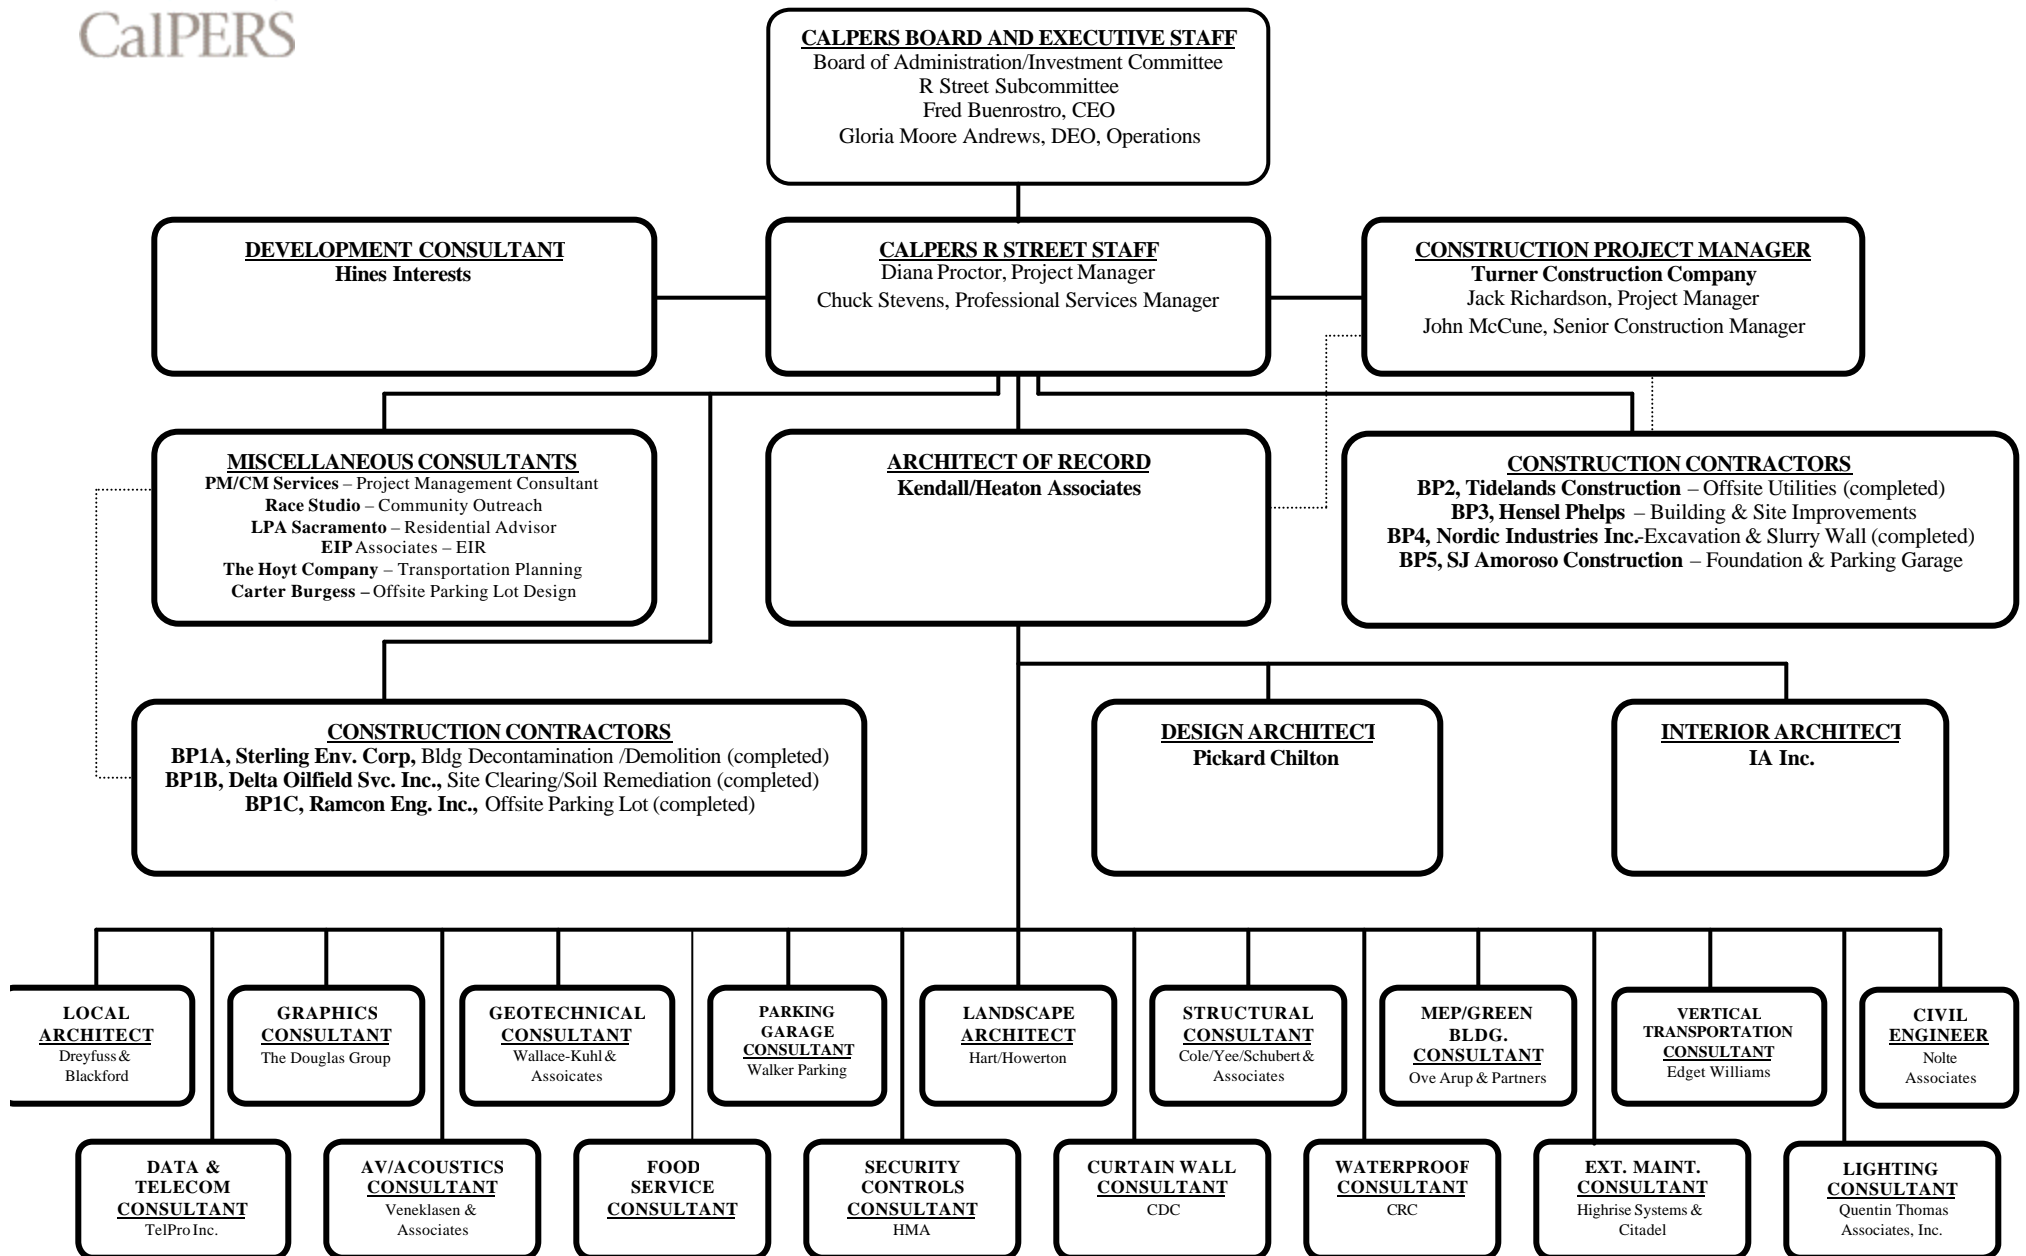 CalPERS
CALPERS BOARD AND EXECUTIVE STAFF
Board of Administration/Investment Committee
R Street Subcommittee
Fred Buenrostro, CEO
Gloria Moore Andrews, DEO, Operations
DEVELOPMENT CONSULTANT
Hines Interests
CALPERS R STREET STAFF
Diana Proctor, Project Manager
Chuck Stevens, Professional Services Manager
CONSTRUCTION PROJECT MANAGER
Turner Construction Company
Jack Richardson, Project Manager
John McCune, Senior Construction Manager
MISCELLANEOUS CONSULTANTS
PM/CM Services – Project Management Consultant
Race Studio – Community Outreach
LPA Sacramento – Residential Advisor
EIP Associates – EIR
The Hoyt Company – Transportation Planning
Carter Burgess – Offsite Parking Lot Design
ARCHITECT OF RECORD
Kendall/Heaton Associates
CONSTRUCTION CONTRACTORS
BP2, Tidelands Construction – Offsite Utilities (completed)
BP3, Hensel Phelps – Building & Site Improvements
BP4, Nordic Industries Inc.-Excavation & Slurry Wall (completed)
BP5, SJ Amoroso Construction – Foundation & Parking Garage
CONSTRUCTION CONTRACTORS
BP1A, Sterling Env. Corp, Bldg Decontamination /Demolition (completed)
BP1B, Delta Oilfield Svc. Inc., Site Clearing/Soil Remediation (completed)
BP1C, Ramcon Eng. Inc., Offsite Parking Lot (completed)
DESIGN ARCHITECT
Pickard Chilton
INTERIOR ARCHITECT
IA Inc.
LOCAL
ARCHITECT
Dreyfuss &
Blackford
GRAPHICS
CONSULTANT
The Douglas Group
GEOTECHNICAL
CONSULTANT
Wallace-Kuhl &
Assoicates
PARKING
GARAGE
CONSULTANT
Walker Parking
LANDSCAPE
ARCHITECT
Hart/Howerton
STRUCTURAL
CONSULTANT
Cole/Yee/Schubert &
Associates
MEP/GREEN
BLDG.
CONSULTANT
Ove Arup & Partners
VERTICAL
TRANSPORTATION
CONSULTANT
Edget Williams
CIVIL
ENGINEER
Nolte
Associates
DATA &
TELECOM
CONSULTANT
TelPro Inc.
AV/ACOUSTICS
CONSULTANT
Veneklasen &
Associates
FOOD
SERVICE
CONSULTANT
SECURITY
CONTROLS
CONSULTANT
HMA
CURTAIN WALL
CONSULTANT
CDC
WATERPROOF
CONSULTANT
CRC
EXT. MAINT.
CONSULTANT
Highrise Systems &
Citadel
LIGHTING
CONSULTANT
Quentin Thomas
Associates, Inc.